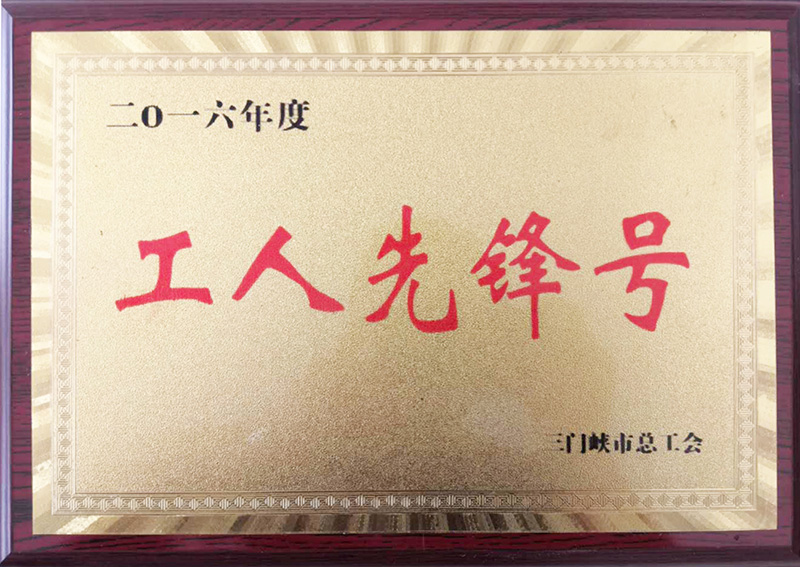 二0一六年度
工人先锋号
三门峡市总工会